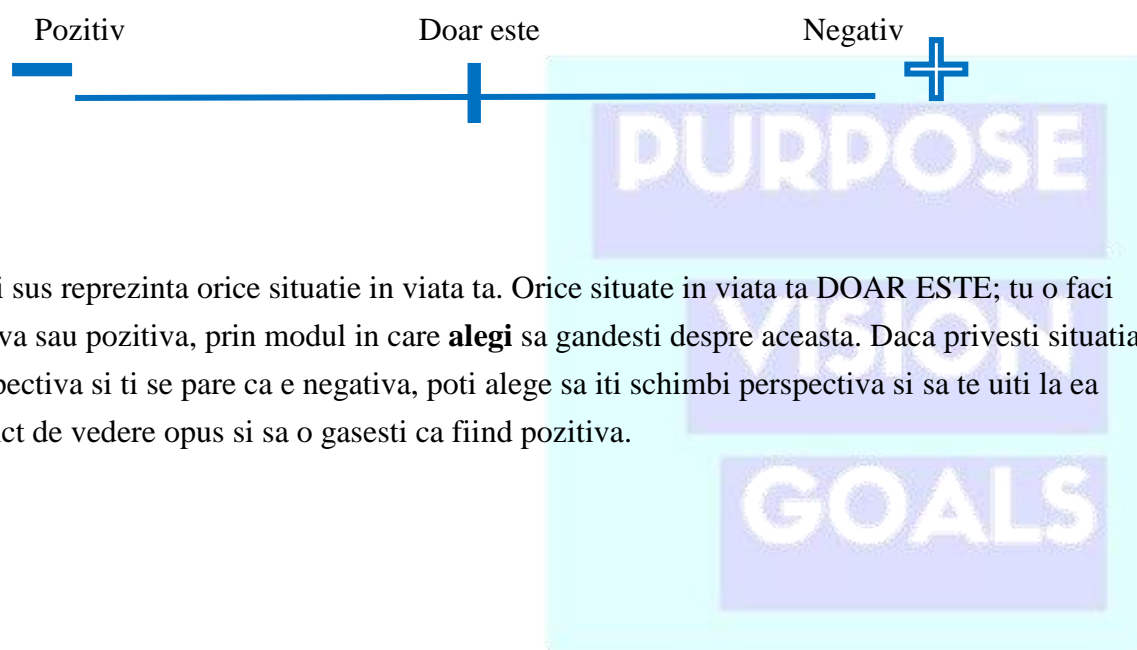 Pozitiv Doar este Negativ
PURPOSE
i sus reprezinta orice situatie in viata ta. Orice situate in viata ta DOAR ESTE; tu o faci
VISION
va sau pozitiva, prin modul in care alegi sa gandesti despre aceasta. Daca privesti situatia
pectiva si ti se pare ca e negativa, poti alege sa iti schimbi perspectiva si sa te uiti la ea
ct de vedere opus si sa o gasesti ca fiind pozitiva.
GOALS